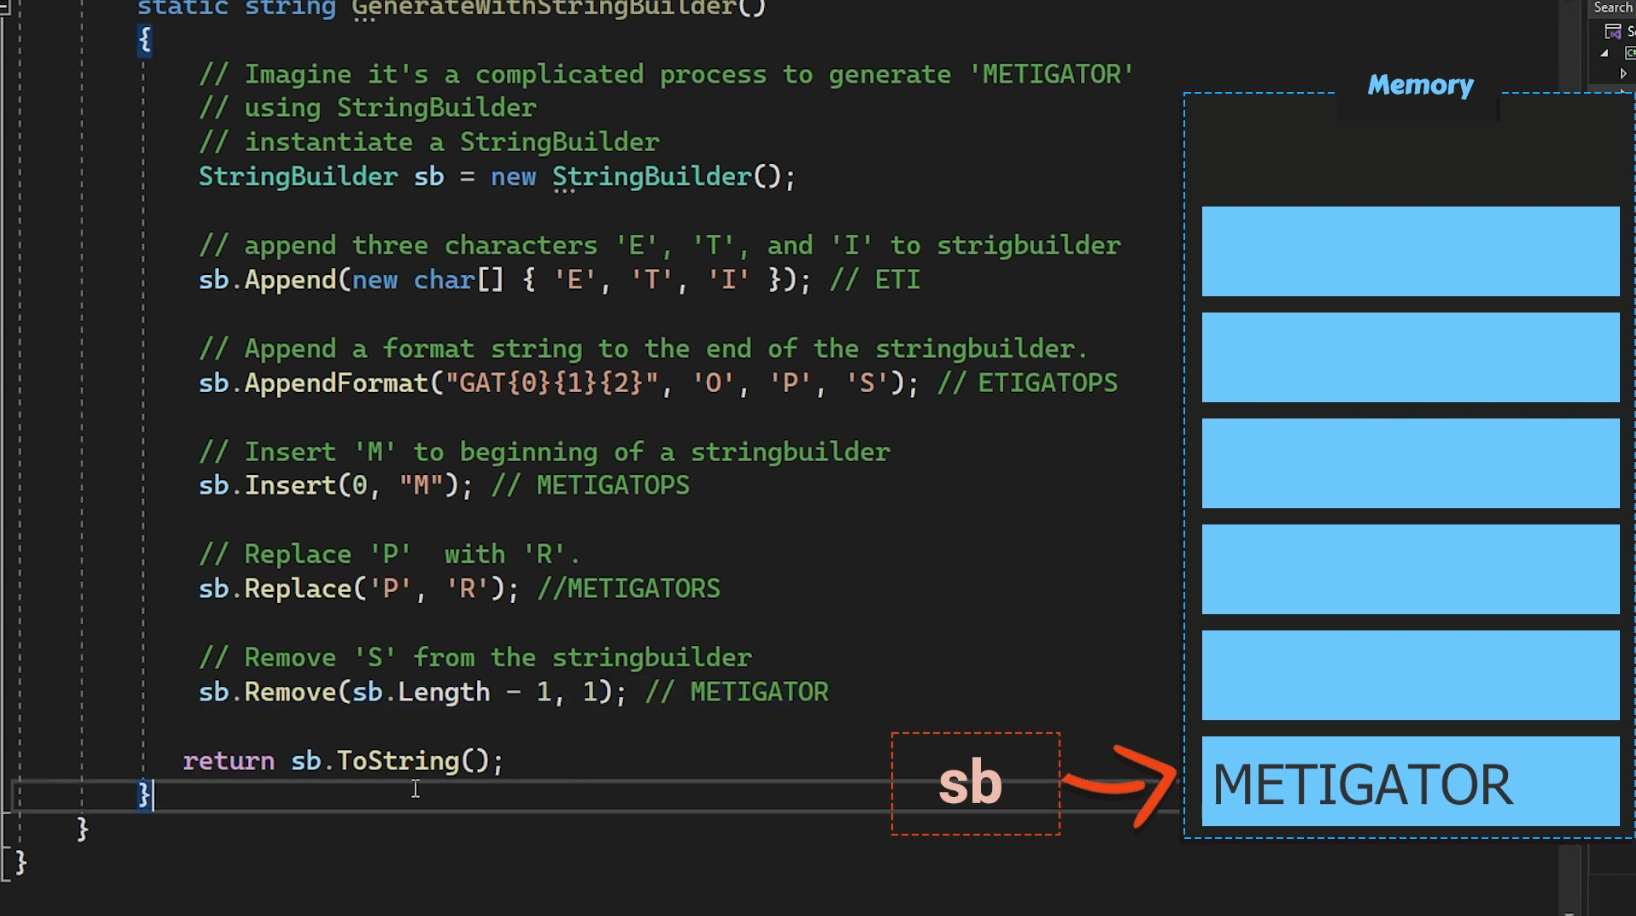 static string GenerateWithStringBuilder()
{
// Imagine it's a complicated process to generate 'METIGATOR'
// using StringBuilder
// instantiate a StringBuilder
StringBuilder sb = new StringBuilder();
// append three characters 'E', 'T', and 'I' to strigbuilder
sb.Append(new char[] { 'E', 'T', 'I' }); // ETI
// Append a format string to the end of the stringbuilder.
sb.AppendFormat("GAT{0}{1}{2}", 'O', 'P', 'S'); // ETIGATOPS
// Insert 'M' to beginning of a stringbuilder
sb.Insert(0, "M"); // METIGATOPS
// Replace 'P'  with 'R'.
sb.Replace('P', 'R'); //METIGATORS
// Remove 'S' from the stringbuilder
sb.Remove(sb.Length - 1, 1); // METIGATOR
return sb.ToString();
}
}
}
Memory
sb
METIGATOR
Search